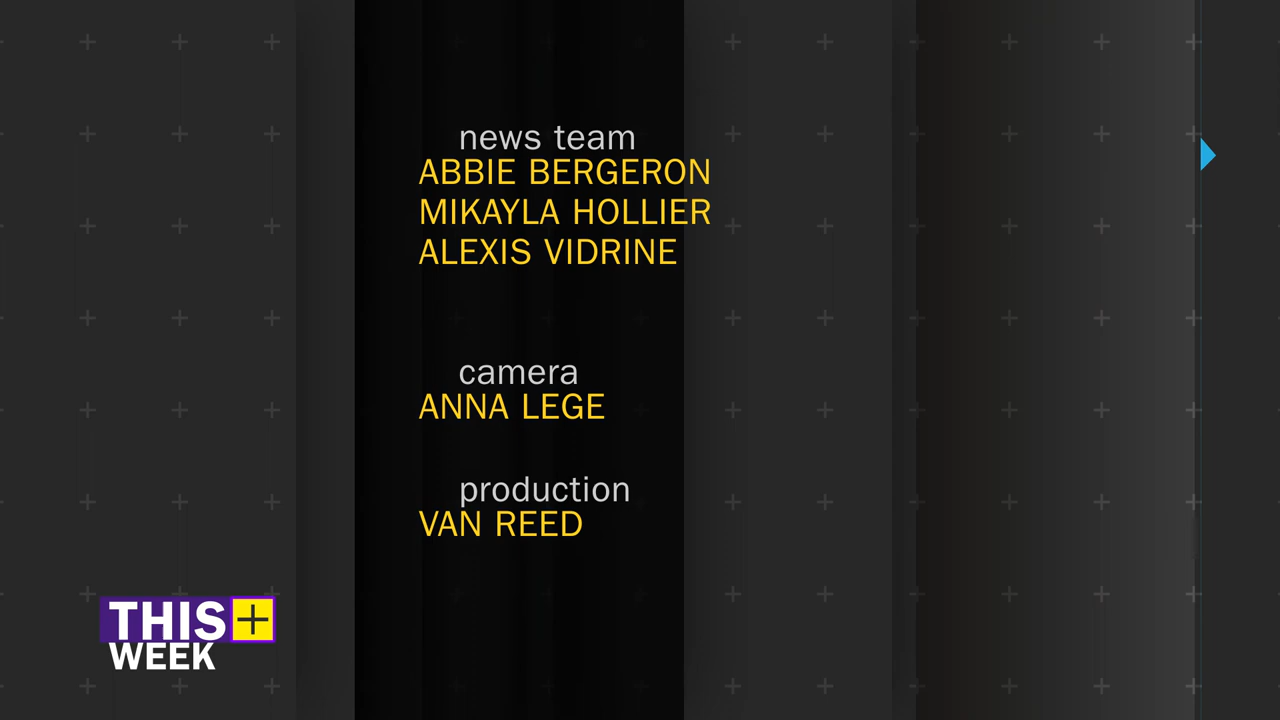 news team
ABBIE BERGERON
MIKAYLA HOLLIER
ALEXIS VIDRINE
camera
ANNA LEGE
production
VAN REED
THIS +
WEEK